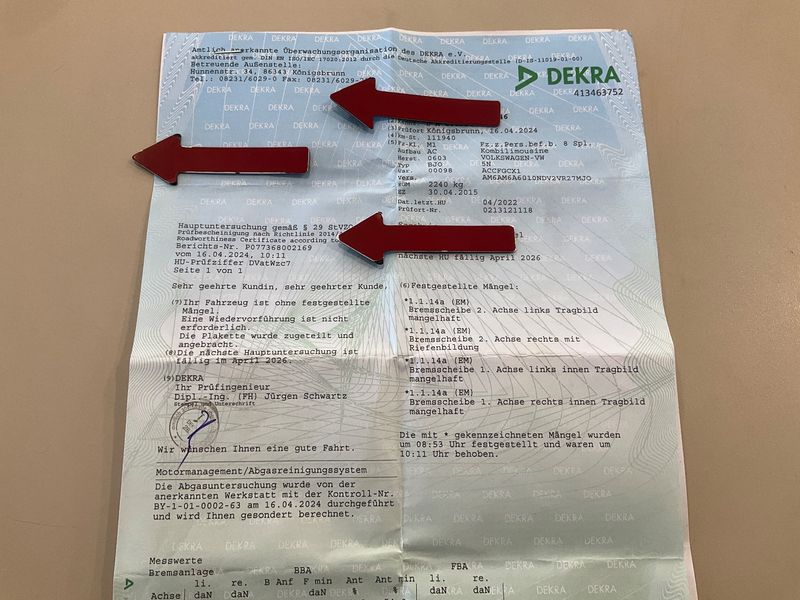 Amtlich anerkannte Überwachungsorganisation des DEKRA e.V.
akkreditiert gem. DIN EN ISO/IEC 17020:2012 durch die Deutsche Akkreditierungsstelle (D-IS-11019-01-00)
Betreuende Außenstelle:
Hunnenstr. 34, 86343 Königsbrunn
Tel.: 08231/6029-0 Fax: 08231/6029-
DEKRA
413463752
(3) Prüfort Königsbrunn, 16.04.2024
(4) km-St. 111940
(5) Fz-Kl. M1 Fz.z.Pers.bef.b. 8 Spl.
Aufbau AC Kombilimousine
Herst. 0603 VOLKSWAGEN-VW
Typ BJO 5N
Var. 00098 ACCFGCX1
Vers. AM6AM6A6010NDV2VR27MJO
2240 kg
EZ 30.04.2015
Dat.letzt.HU 04/2022
Prüfort-Nr. 0213121118
nächste HU fällig April 2026
Hauptuntersuchung gemäß § 29 StVZO
Prüfbescheinigung nach Richtlinie 2014/
Roadworthiness Certificate according to
Berichts-Nr. P077368002169
vom 16.04.2024, 10:11
HU-Prüfziffer DVatWzc7
Seite 1 von 1
Sehr geehrte Kundin, sehr geehrter Kunde,
(7) Ihr Fahrzeug ist ohne festgestellte
Mängel.
Eine Wiedervorführung ist nicht
erforderlich.
Die Plakette wurde zugeteilt und
angebracht.
(8) Die nächste Hauptuntersuchung ist
fällig im April 2026.
(9) DEKRA
Ihr Prüfingenieur
Dipl.-Ing. (FH) Jürgen Schwartz
Stempel und Unterschrift
Wir wünschen Ihnen eine gute Fahrt.
Motormanagement/Abgasreinigungssystem
Die Abgasuntersuchung wurde von der
anerkannten Werkstatt mit der Kontroll-Nr.
BY-1-01-0002-63 am 16.04.2024 durchgeführt
und wird Ihnen gesondert berechnet.
(6) Festgestellte Mängel:
*1.1.14a (EM)
Bremsscheibe 2. Achse links Tragbild
mangelhaft
*1.1.14a (EM)
Bremsscheibe 2. Achse rechts mit
Riefenbildung
*1.1.14a (EM)
Bremsscheibe 1. Achse links innen Tragbild
mangelhaft
*1.1.14a (EM)
Bremsscheibe 1. Achse rechts innen Tragbild
mangelhaft
Die mit * gekennzeichneten Mängel wurden
um 08:53 Uhr festgestellt und waren um
10:11 Uhr behoben.
Messwerte
Bremsanlage BBA FBA
li. re. B Anf F min Ant Ant min li. re.
Achse daN daN daN % % daN daN